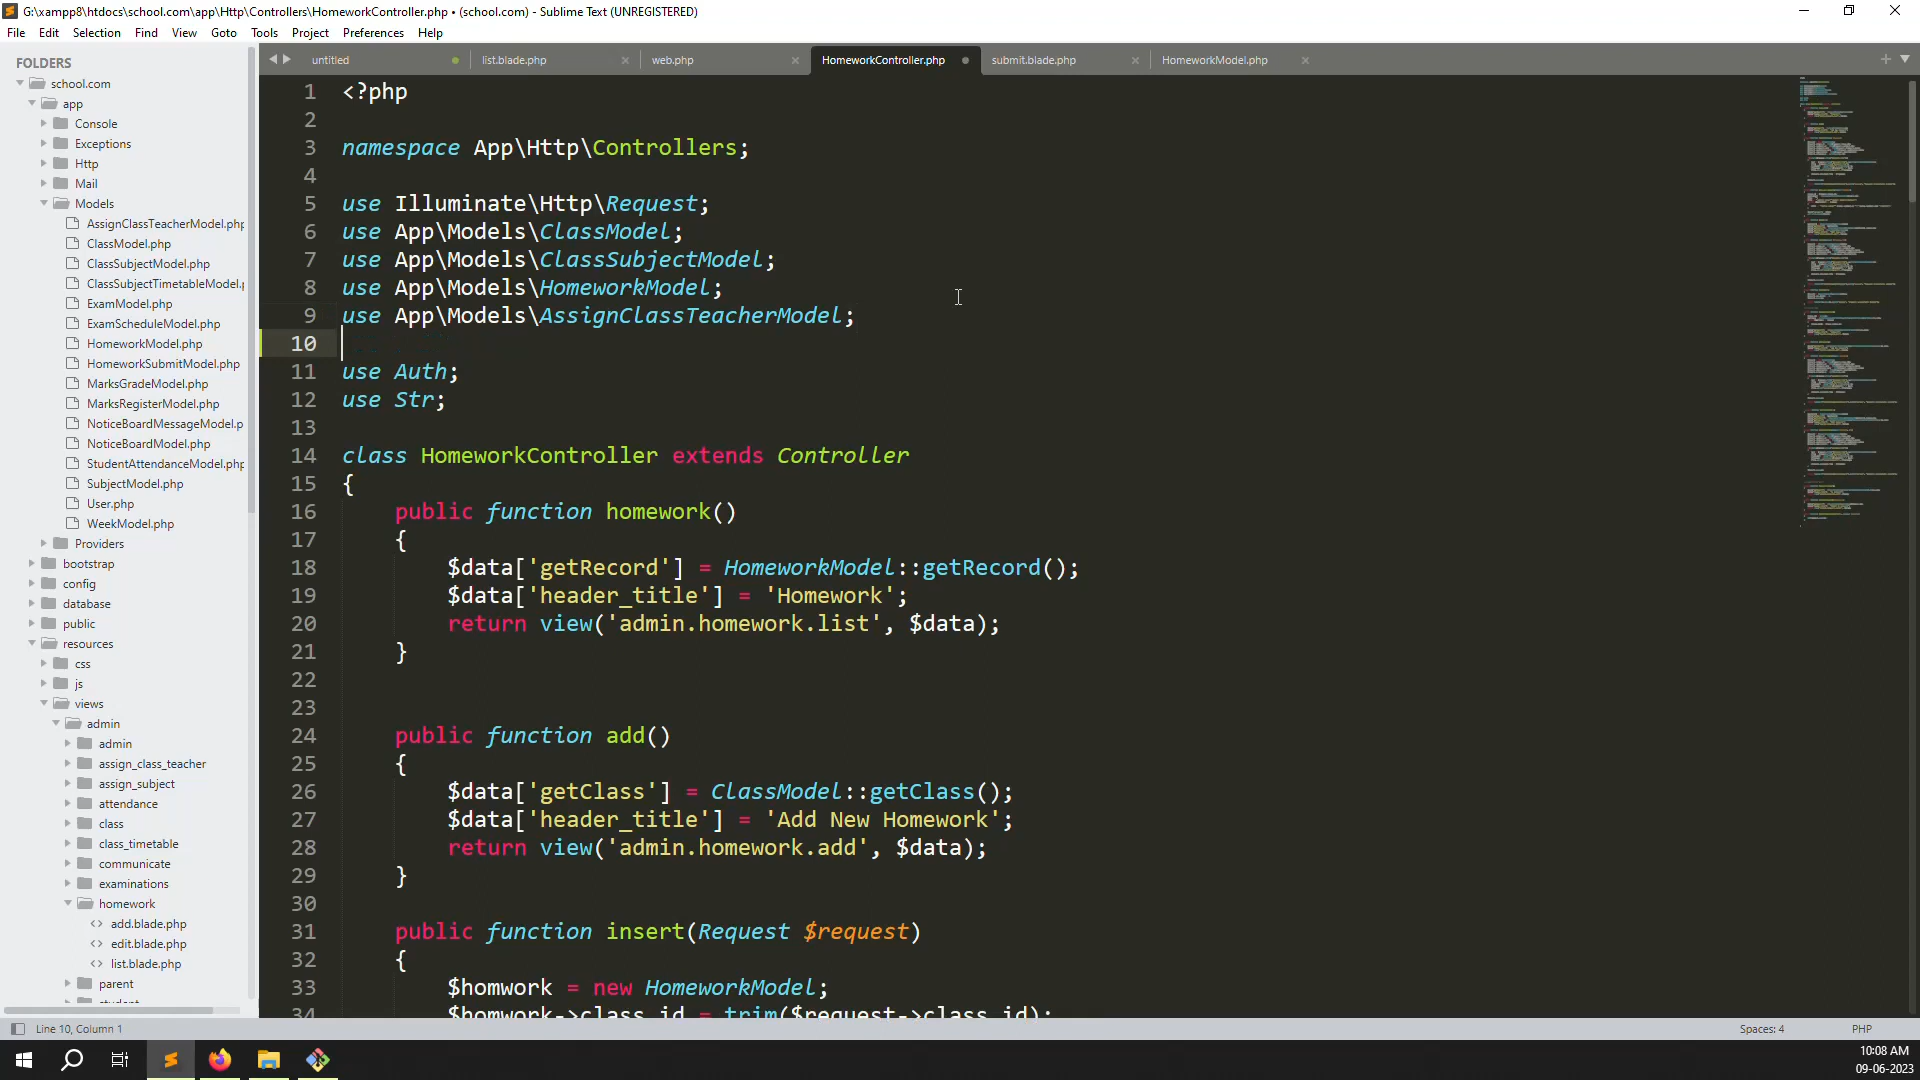 G:\xampp8\htdocs\school.com\app\Http\Controllers\HomeworkController.php • (school.com) - Sublime Text (UNREGISTERED)
File Edit Selection Find View Goto Tools Project Preferences Help
FOLDERS
school.com
app
Console
Exceptions
Http
Mail
Models
AssignClassTeacherModel.php
ClassModel.php
ClassSubjectModel.php
ClassSubjectTimetableModel.
ExamModel.php
ExamScheduleModel.php
HomeworkModel.php
HomeworkSubmitModel.php
MarksGradeModel.php
MarksRegisterModel.php
NoticeBoardMessageModel.p
NoticeBoardModel.php
StudentAttendanceModel.php
SubjectModel.php
User.php
WeekModel.php
Providers
bootstrap
config
database
public
resources
css
js
views
admin
admin
assign_class_teacher
assign_subject
attendance
class
class_timetable
communicate
examinations
homework
add.blade.php
edit.blade.php
list.blade.php
parent
student
untitled list.blade.php web.php HomeworkController.php submit.blade.php HomeworkModel.php
1 <?php
2
3 namespace App\Http\Controllers;
4
5 use Illuminate\Http\Request;
6 use App\Models\ClassModel;
7 use App\Models\ClassSubjectModel;
8 use App\Models\HomeworkModel;
9 use App\Models\AssignClassTeacherModel;
10
11 use Auth;
12 use Str;
13
14 class HomeworkController extends Controller
15 {
16 public function homework()
17 {
18 $data['getRecord'] = HomeworkModel::getRecord();
19 $data['header_title'] = 'Homework';
20 return view('admin.homework.list', $data);
21 }
22
23
24 public function add()
25 {
26 $data['getClass'] = ClassModel::getClass();
27 $data['header_title'] = 'Add New Homework';
28 return view('admin.homework.add', $data);
29 }
30
31 public function insert(Request $request)
32 {
33 $homwork = new HomeworkModel;
34 $homwork->class_id = trim($request->class_id);
Line 10, Column 1
Spaces: 4 PHP
10:08 AM
09-06-2023